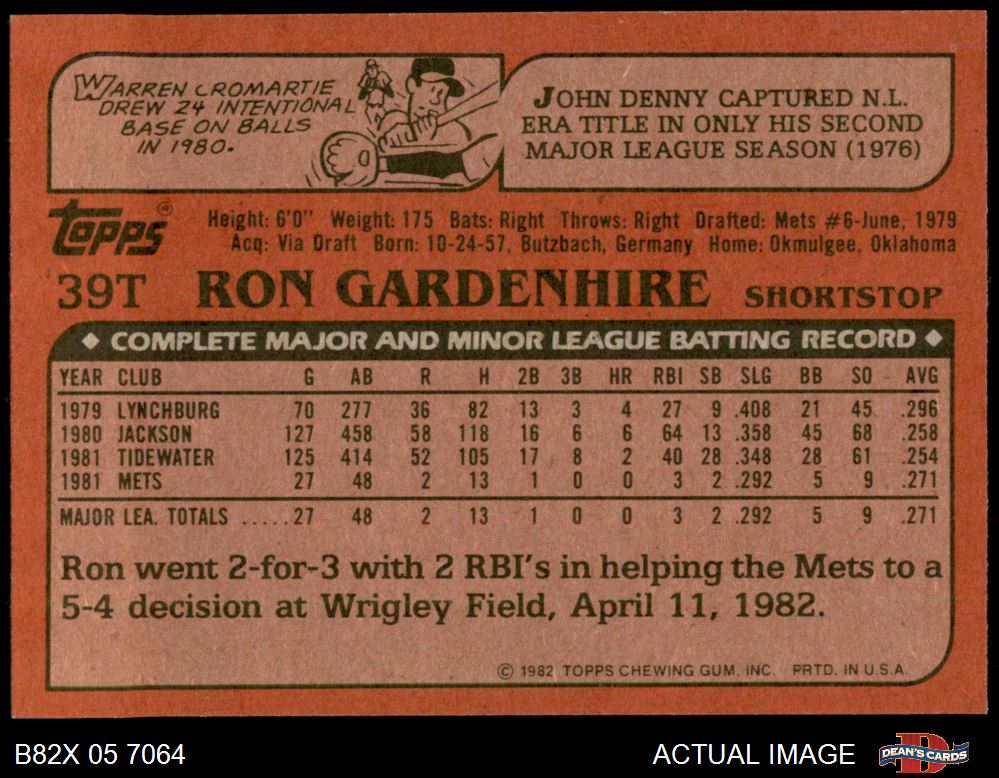 WARREN CROMARTIE
DREW 24 INTENTIONAL
BASE ON BALLS
IN 1980.
JOHN DENNY CAPTURED N.L.
ERA TITLE IN ONLY HIS SECOND
MAJOR LEAGUE SEASON (1976)
TOPPS®
Height: 6'0" Weight: 175 Bats: Right Throws: Right Drafted: Mets #6-June, 1979
Acq: Via Draft Born: 10-24-57, Butzbach, Germany Home: Okmulgee, Oklahoma
39T RON GARDENHIRE SHORTSTOP
◆ COMPLETE MAJOR AND MINOR LEAGUE BATTING RECORD ◆
YEAR CLUB G AB R H 2B 3B HR RBI SB SLG BB SO AVG
1979 LYNCHBURG 70 277 36 82 13 3 4 27 9 .408 21 45 .296
1980 JACKSON 127 458 58 118 16 6 6 64 13 .358 45 68 .258
1981 TIDEWATER 125 414 52 105 17 8 2 40 28 .348 28 61 .254
1981 METS 27 48 2 13 1 0 0 3 2 .292 5 9 .271
MAJOR LEA. TOTALS .....27 48 2 13 1 0 0 3 2 .292 5 9 .271
Ron went 2-for-3 with 2 RBI's in helping the Mets to a
5-4 decision at Wrigley Field, April 11, 1982.
© 1982 TOPPS CHEWING GUM, INC. PRTD. IN U.S.A.
B82X 05 7064
ACTUAL IMAGE
D
DEAN'S CARDS